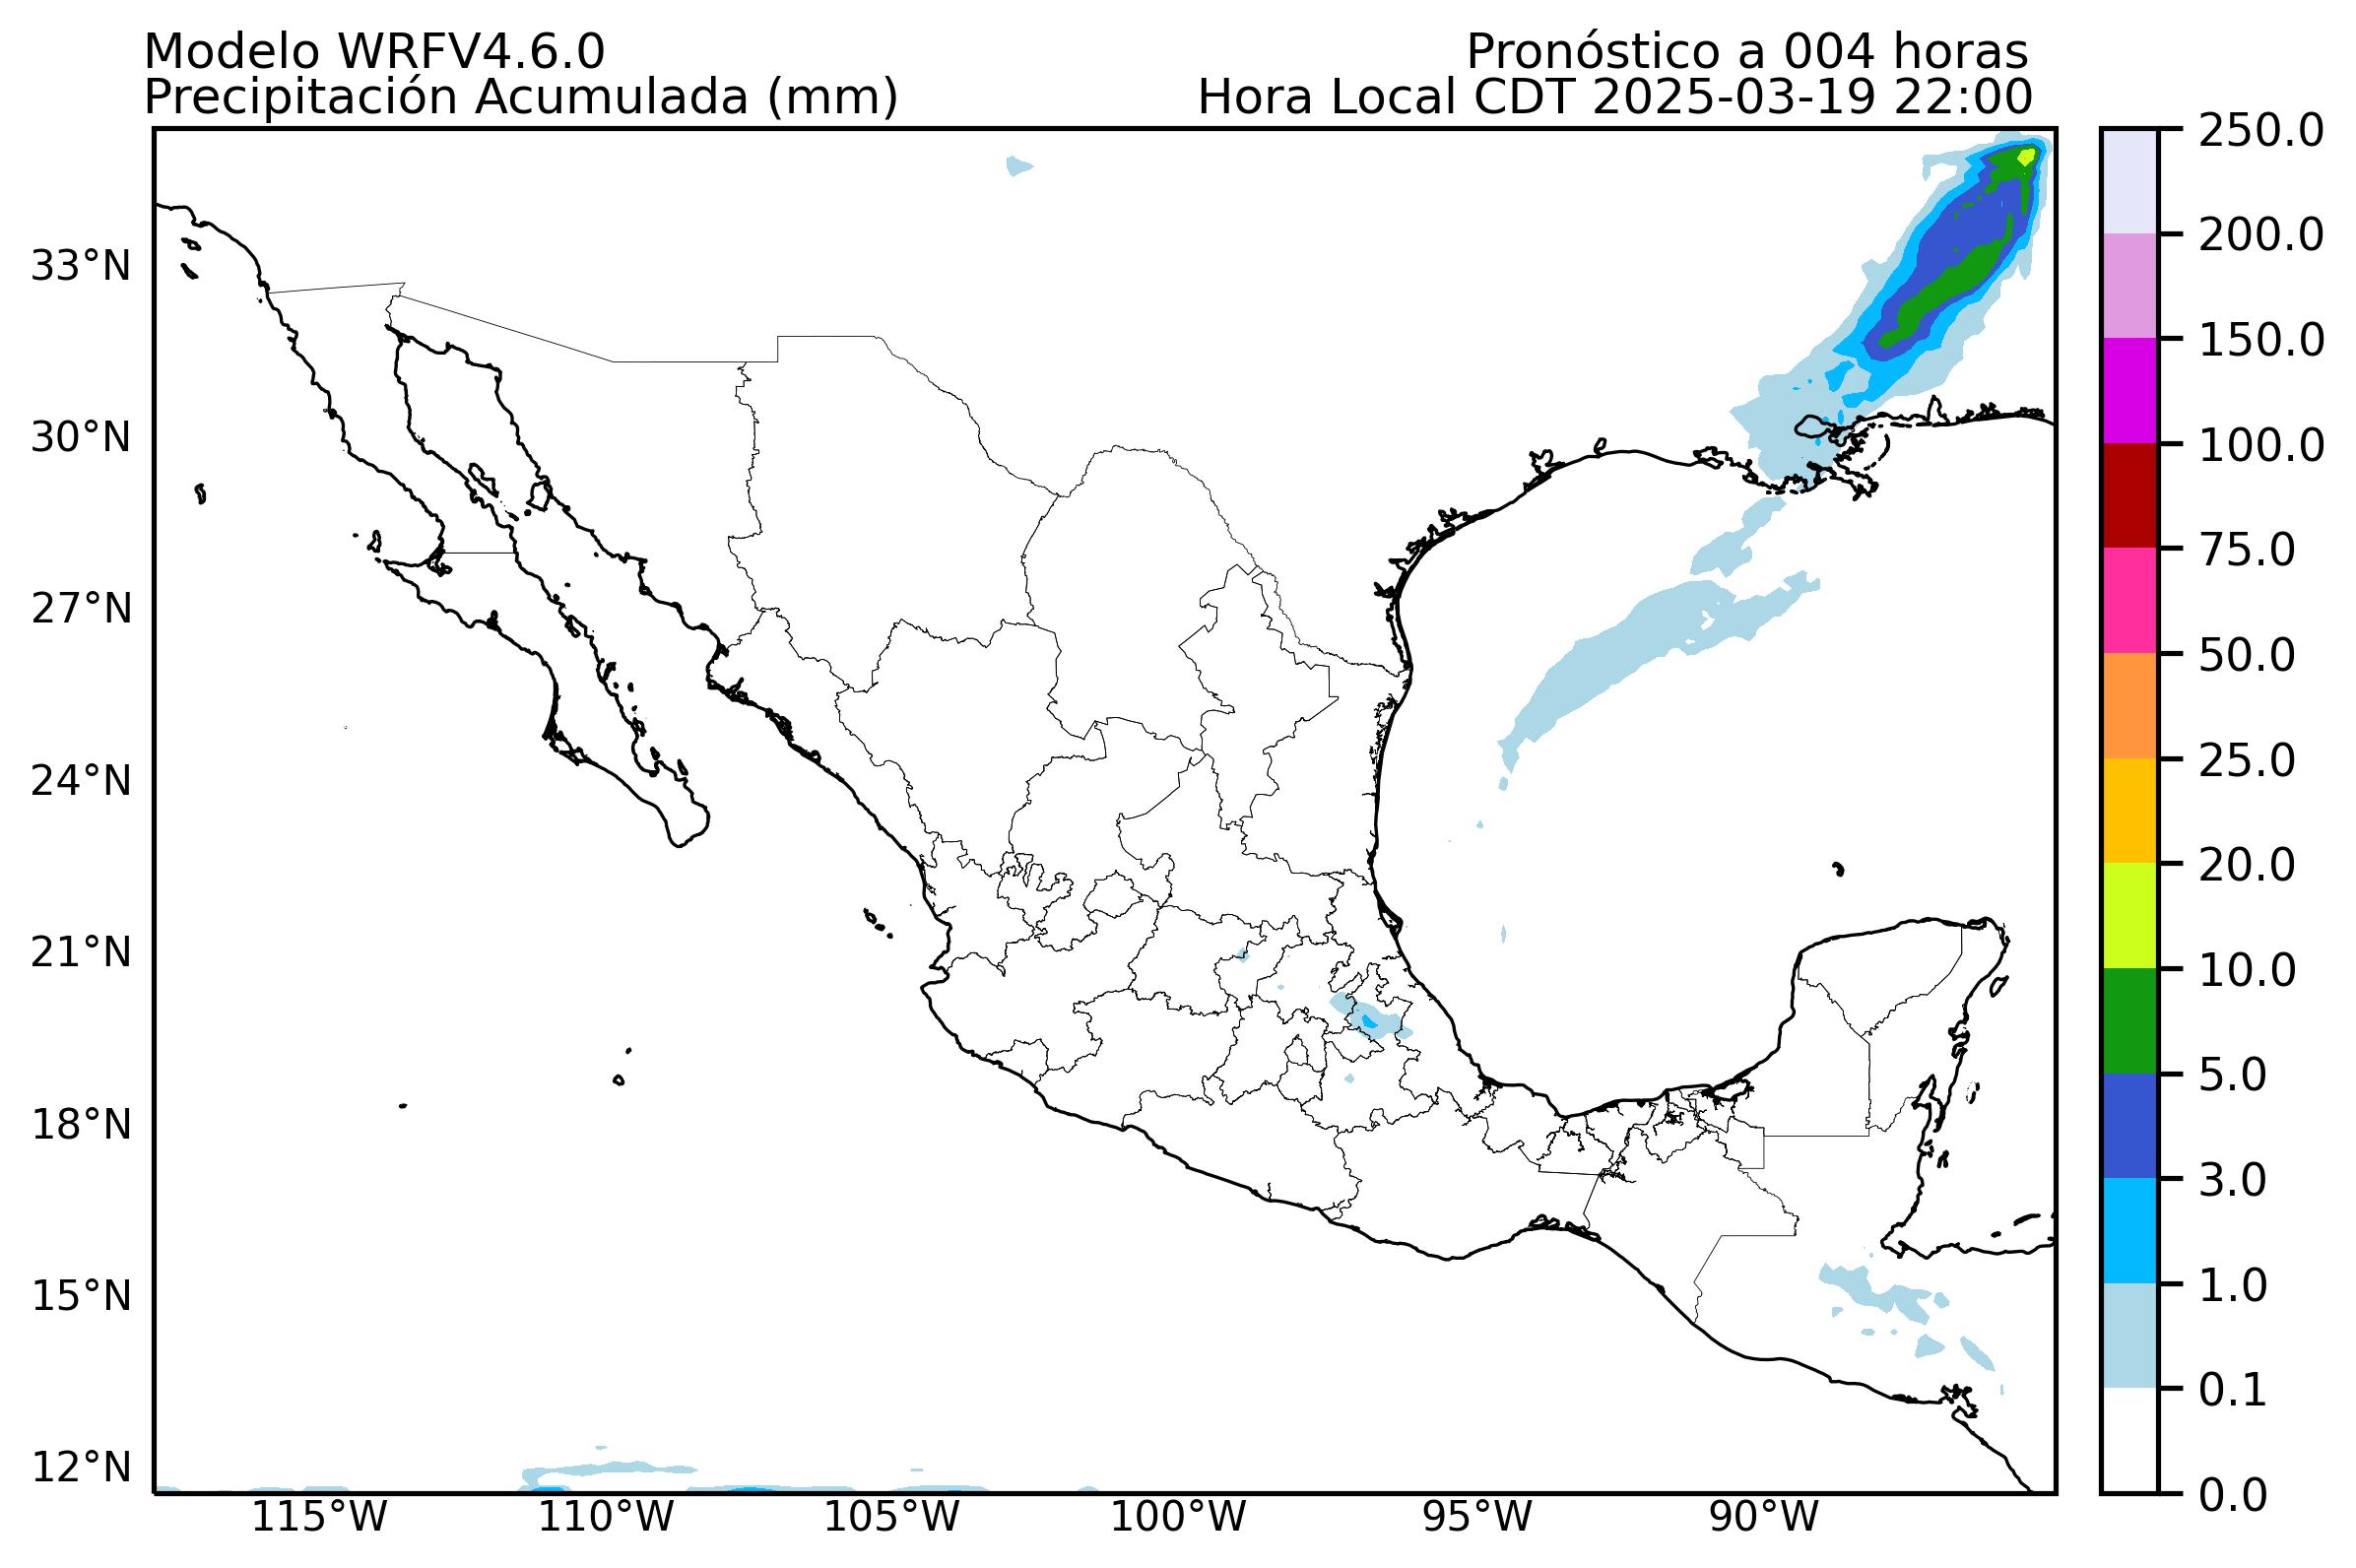 Modelo WRFV4.6.0
Pronóstico a 004 horas
Precipitación Acumulada (mm)
Hora Local CDT 2025-03-19 22:00
33°N
30°N
27°N
24°N
21°N
18°N
15°N
12°N
115°W
110°W
105°W
100°W
95°W
90°W
250.0
200.0
150.0
100.0
75.0
50.0
25.0
20.0
10.0
5.0
3.0
1.0
0.1
0.0